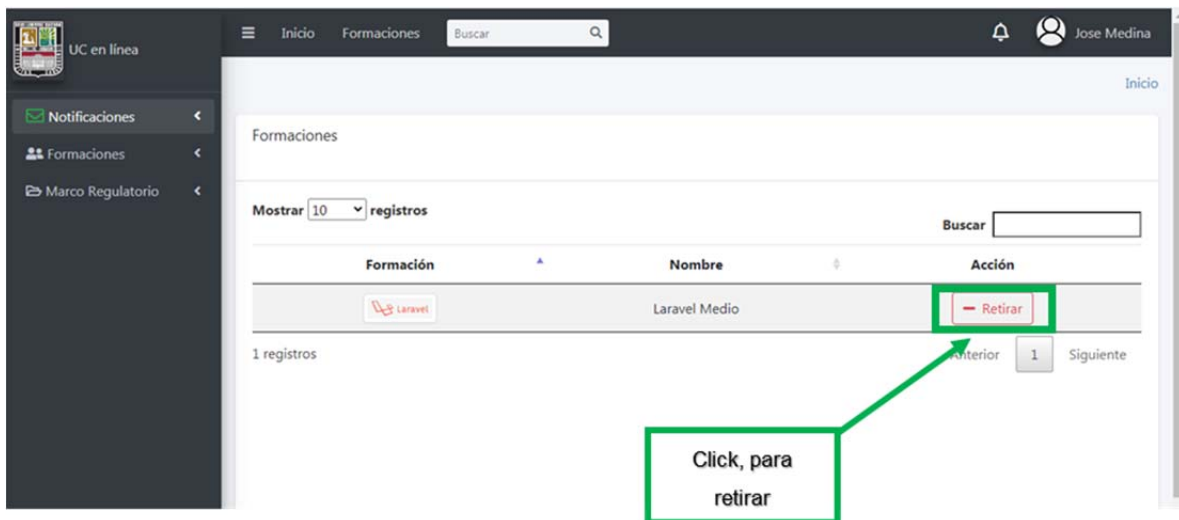 UC en línea
Inicio Formaciones Buscar Jose Medina
Inicio
Notificaciones
Formaciones
Marco Regulatorio
Formaciones
Mostrar 10 registros
Buscar
Formación Nombre Acción
Laravel Laravel Medio Retirar
1 registros
Anterior 1 Siguiente
Click, para
retirar